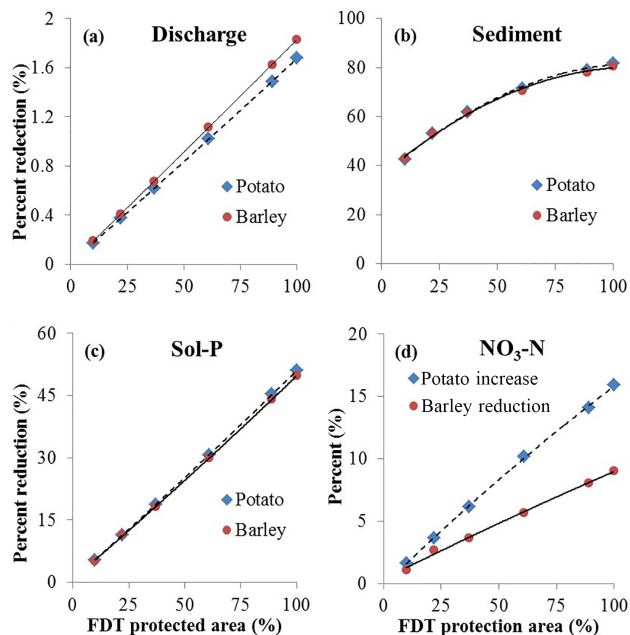 (a) Discharge
Percent redection (%)
2
1.6
1.2
0.8
0.4
0
Potato
Barley
0 25 50 75 100
(b) Sediment
100
80
60
40
20
0
Potato
Barley
0 25 50 75 100
(c) Sol-P
Percent reduction (%)
60
45
30
15
0
Potato
Barley
0 25 50 75 100
FDT protected area (%)
(d) NO₃-N
Percent (%)
20
15
10
5
0
Potato increase
Barley reduction
0 25 50 75 100
FDT protection area (%)